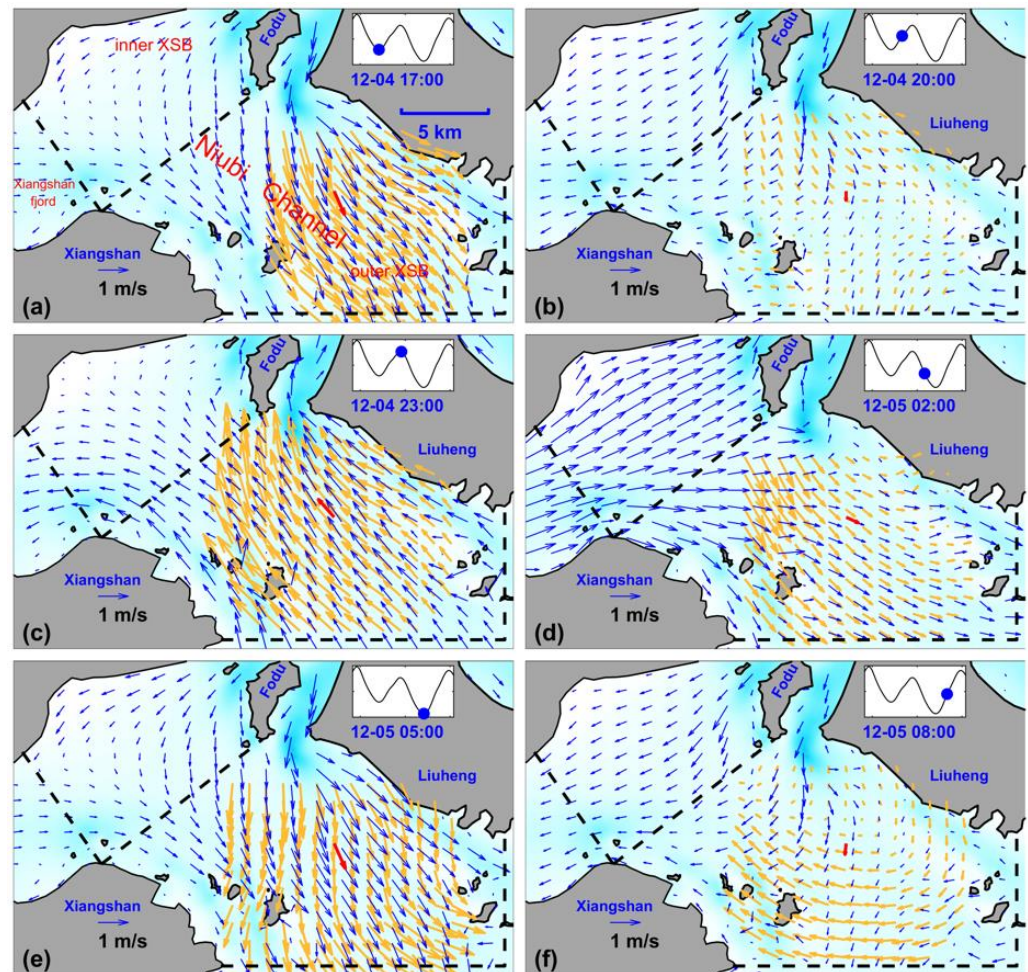 inner XSB
Fodu
12-04 17:00
5 km
Niubi
Channel
Xiangshan
fjord
outer XSB
Xiangshan
1 m/s
(a)
Fodu
12-04 20:00
Liuheng
Xiangshan
1 m/s
(b)
Fodu
12-04 23:00
Liuheng
Xiangshan
1 m/s
(c)
Fodu
12-05 02:00
Liuheng
Xiangshan
1 m/s
(d)
Fodu
12-05 05:00
Liuheng
Xiangshan
1 m/s
(e)
Fodu
12-05 08:00
Liuheng
Xiangshan
1 m/s
(f)